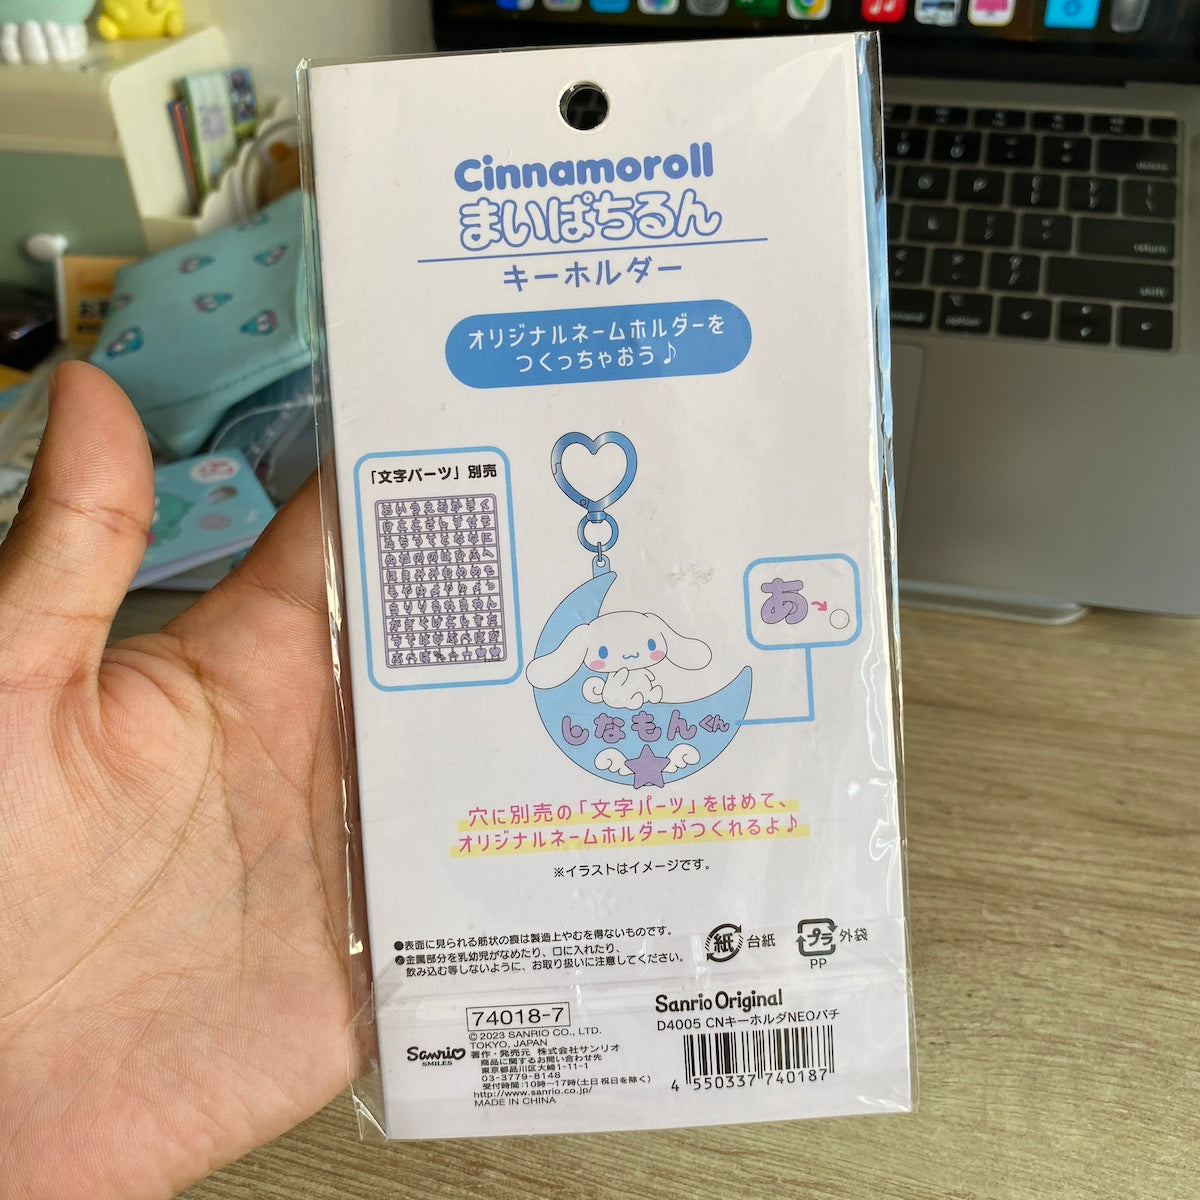 Cinnamoroll
まいぱちるん
キーホルダー
オリジナルネームホルダーを
つくっちゃおう♪
「文字パーツ」別売
あ
しなもんくん
穴に別売の「文字パーツ」をはめて、
オリジナルネームホルダーがつくれるよ♪
※イラストはイメージです。
●表面に見られる筋状の痕は製造上やむを得ないものです。
●金属部分を乳幼児がなめたり、口に入れたり、
飲み込む等しないように、お取り扱いに注意してください。
紙 台紙
プラ 外袋
PP
74018-7
© 2023 SANRIO CO., LTD.
TOKYO, JAPAN
著作・発売元 株式会社サンリオ
商品に関するお問い合わせ先
東京都品川区大崎1-11-1
03-3779-8148
受付時間：10時～17時(土日祝日を除く)
http://www.sanrio.co.jp/
MADE IN CHINA
Sanrio
SMILES
Sanrio Original
D4005 CNキーホルダNEOパチ
4 550337 740187
delete
return
shift
command
option